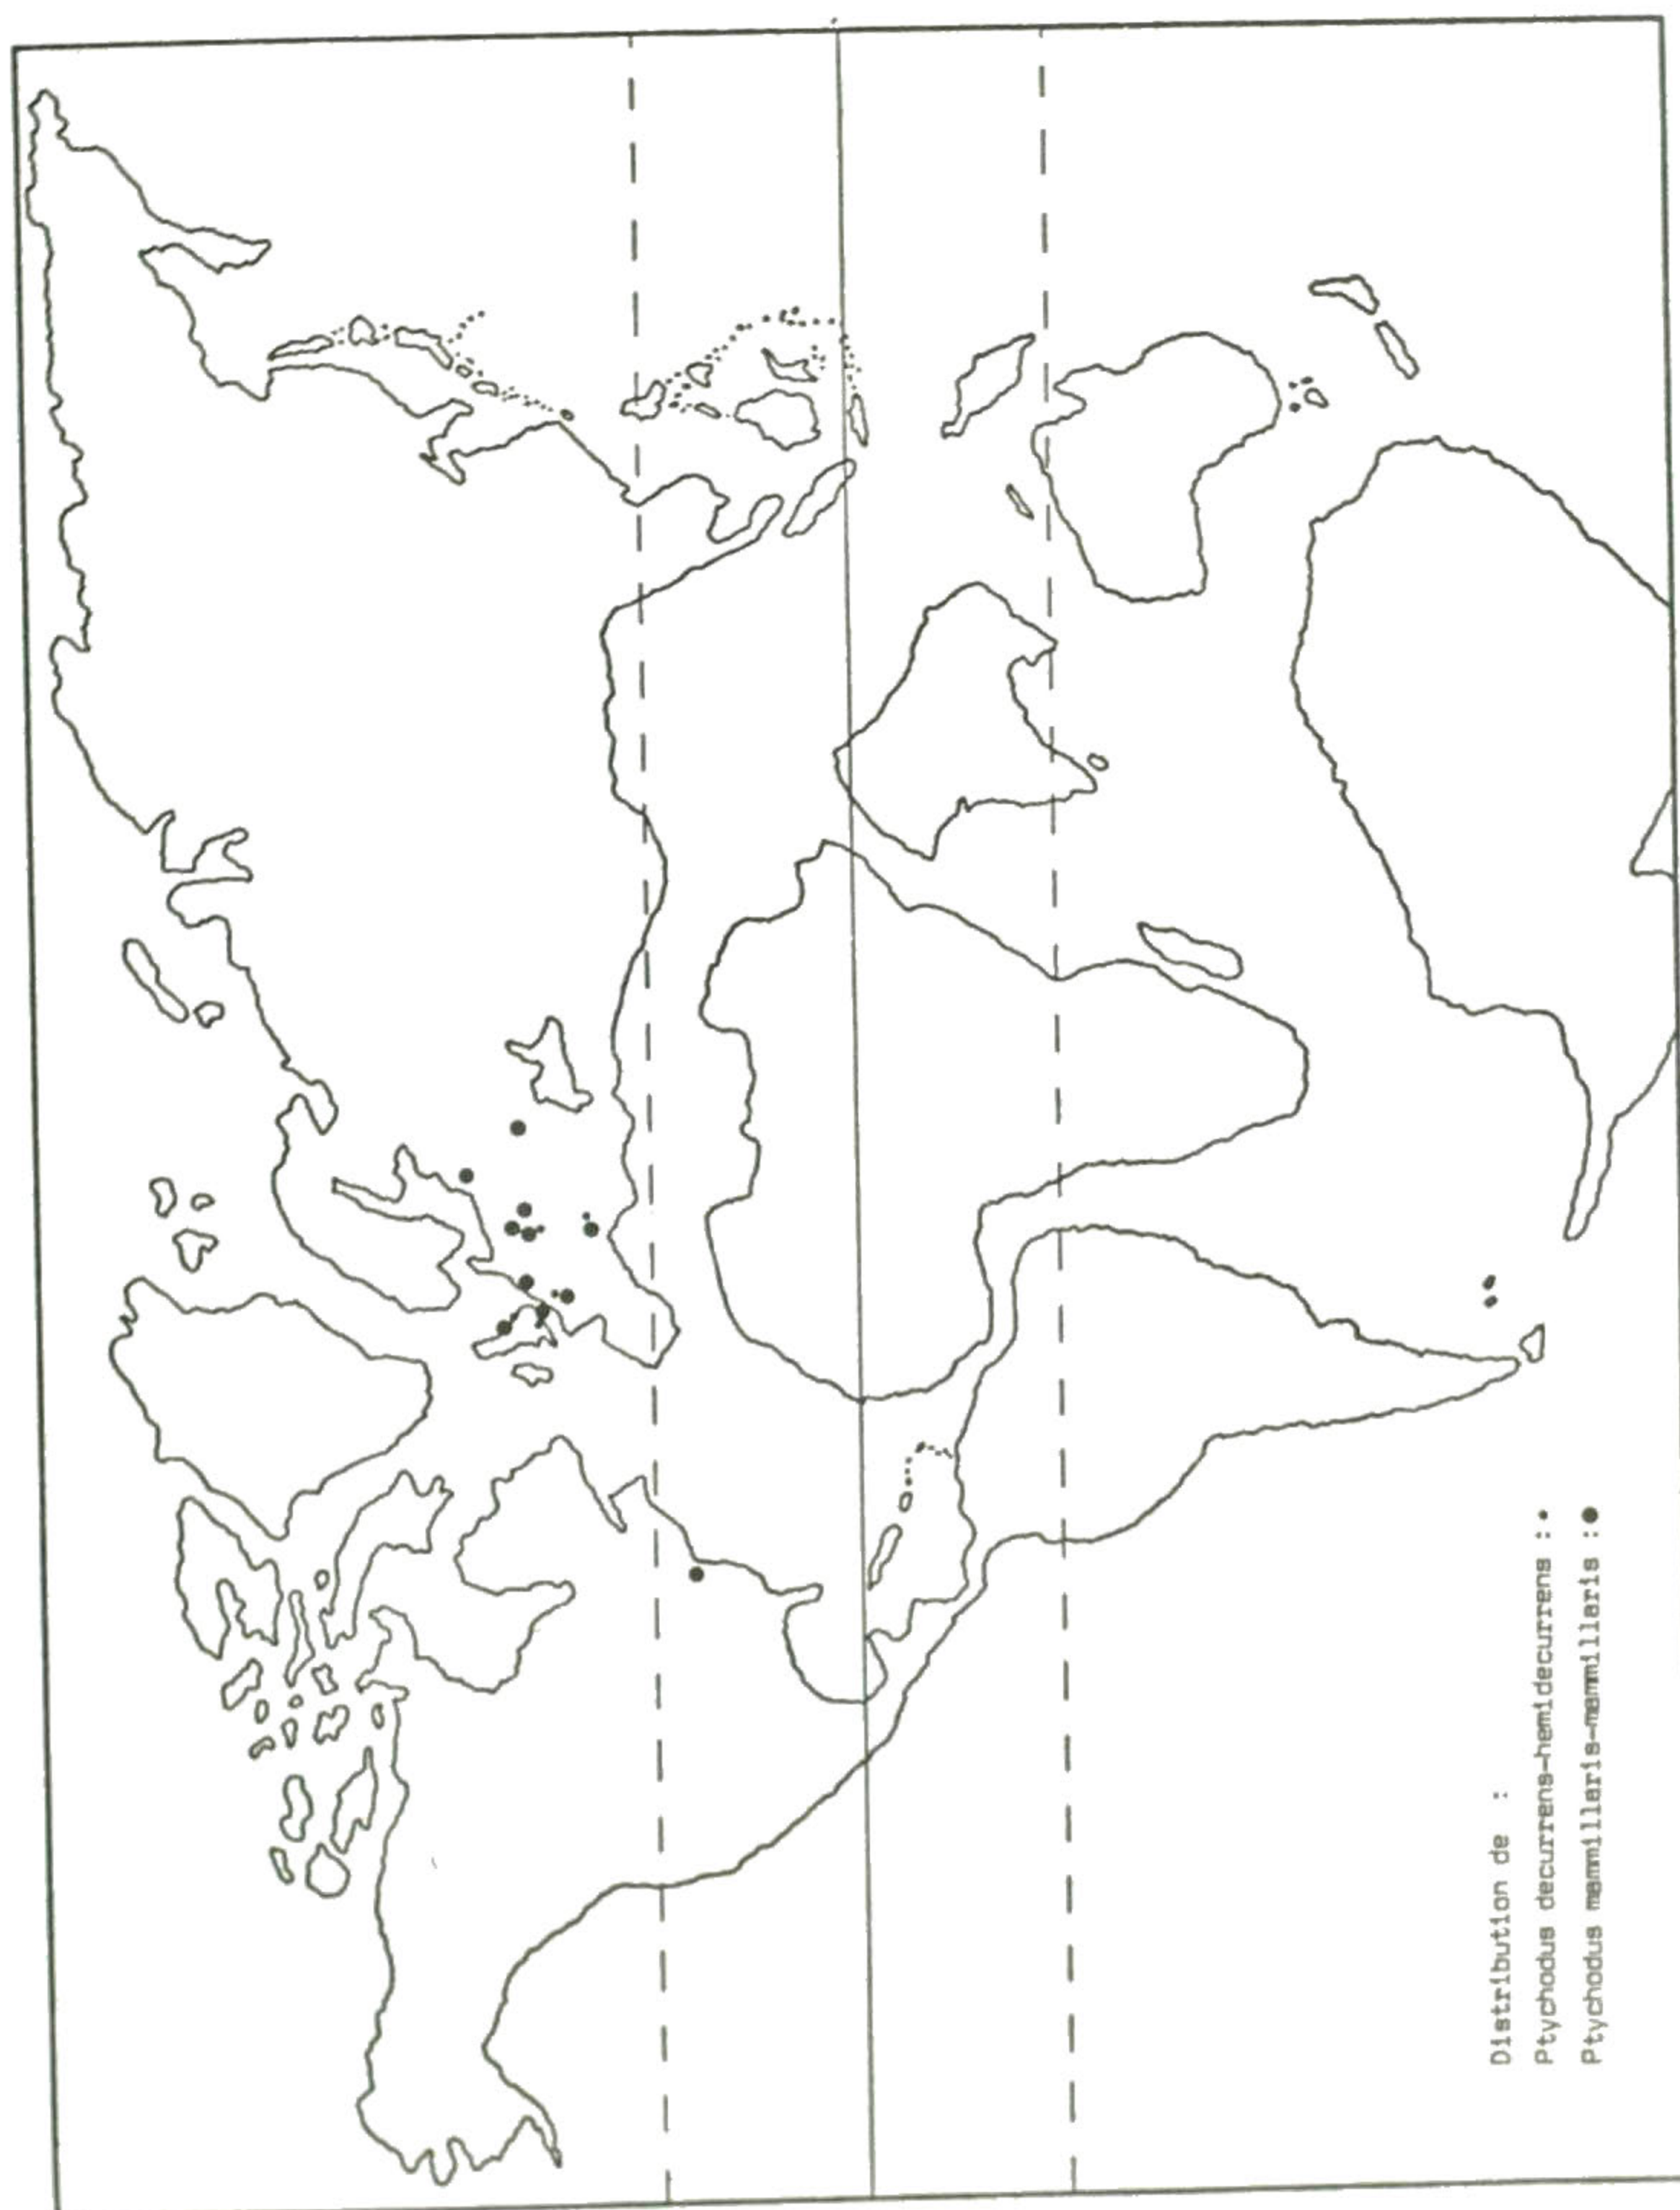 Distribution de :
Ptychodus decurrens-hemidecurrens :
Ptychodus mammillaris-mammillaris :